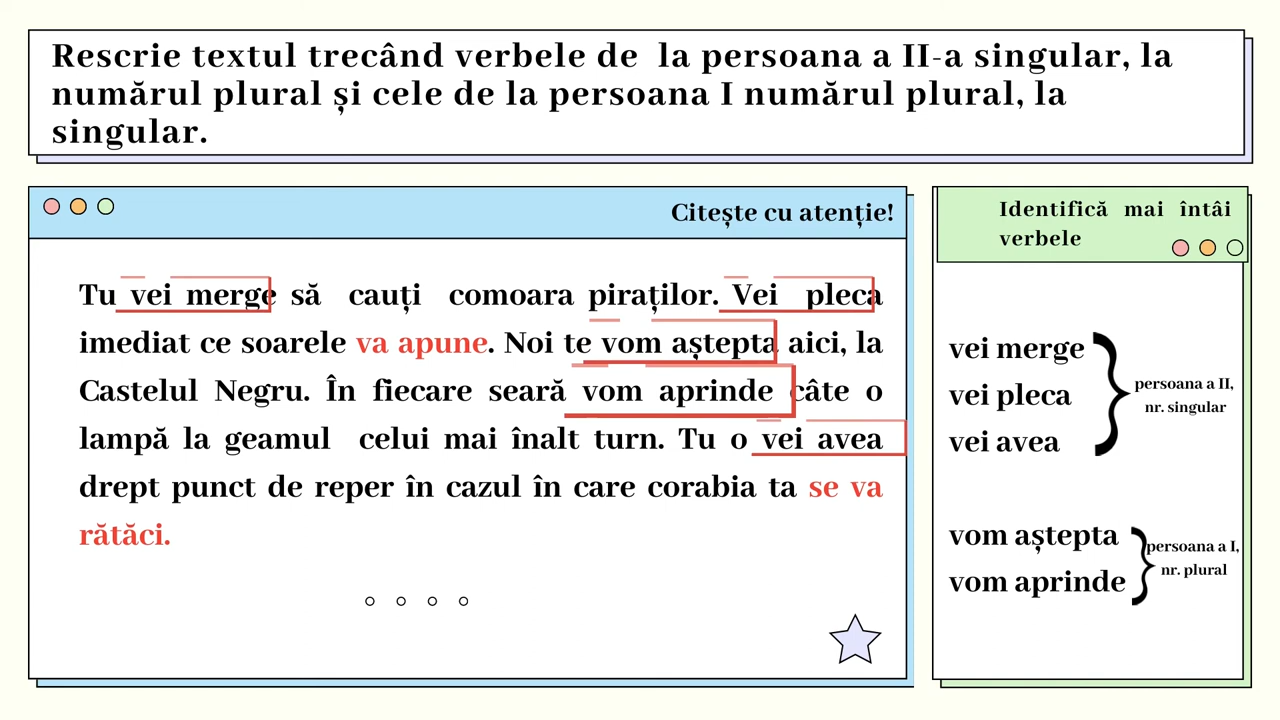 Rescrie textul trecând verbele de la persoana a II-a singular, la
numărul plural și cele de la persoana I numărul plural, la
singular.
Citește cu atenție!
Tu vei merge să cauți comoara piraților. Vei pleca
imediat ce soarele va apune. Noi te vom aștepta aici, la
Castelul Negru. În fiecare seară vom aprinde câte o
lampă la geamul celui mai înalt turn. Tu o vei avea
drept punct de reper în cazul în care corabia ta se va
rătăci.
Identifică mai întâi
verbele
vei merge
vei pleca
vei avea
persoana a II,
nr. singular
vom aștepta
vom aprinde
persoana a I,
nr. plural